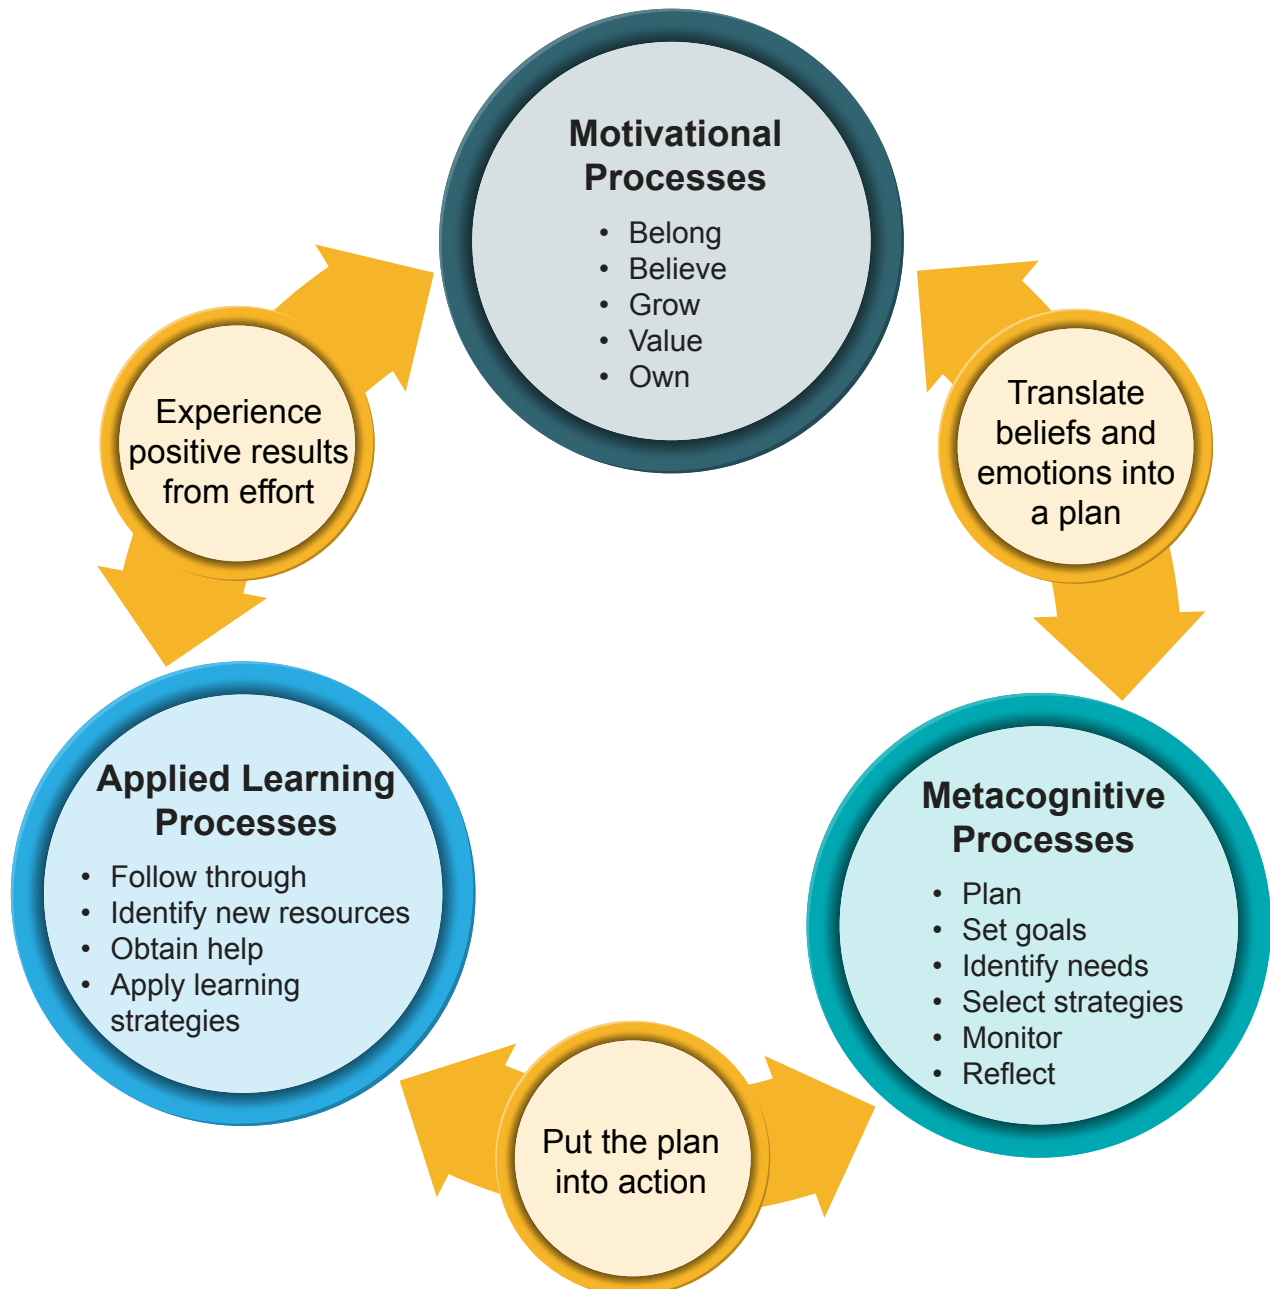 Motivational
Processes
• Belong
• Believe
• Grow
• Value
• Own
Translate
beliefs and
emotions into
a plan
Metacognitive
Processes
• Plan
• Set goals
• Identify needs
• Select strategies
• Monitor
• Reflect
Put the plan
into action
Applied Learning
Processes
• Follow through
• Identify new resources
• Obtain help
• Apply learning
strategies
Experience
positive results
from effort